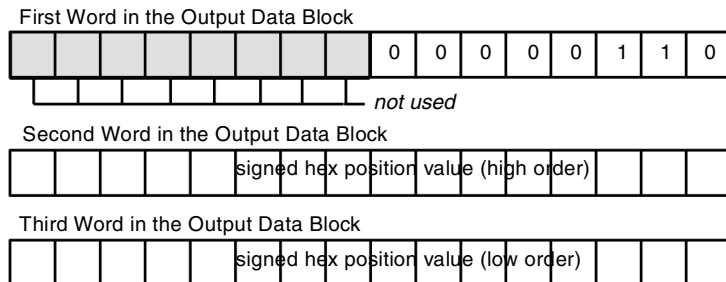 First Word in the Output Data Block
0 0 0 0 0 1 1 0
not used
Second Word in the Output Data Block
signed hex position value (high order)
Third Word in the Output Data Block
signed hex position value (low order)